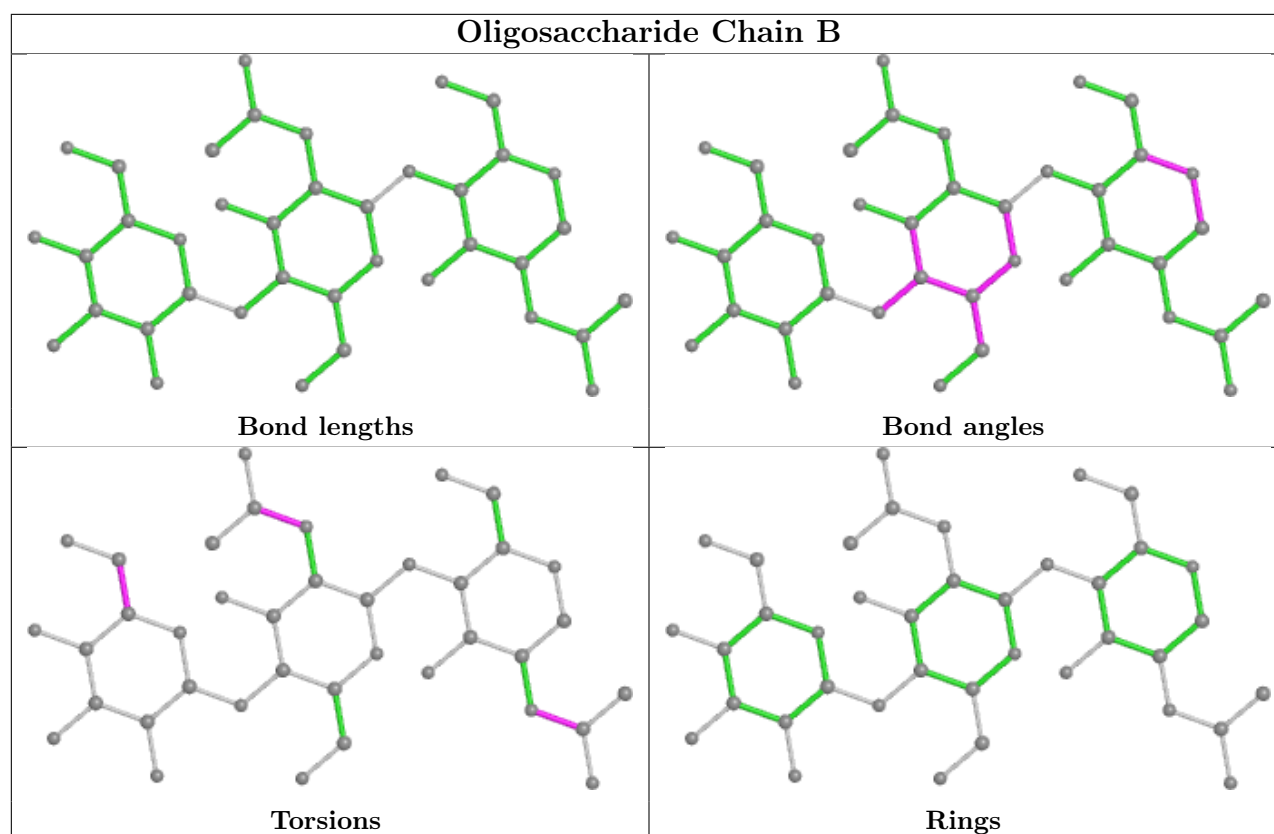 Oligosaccharide Chain B
Bond lengths
Bond angles
Torsions
Rings